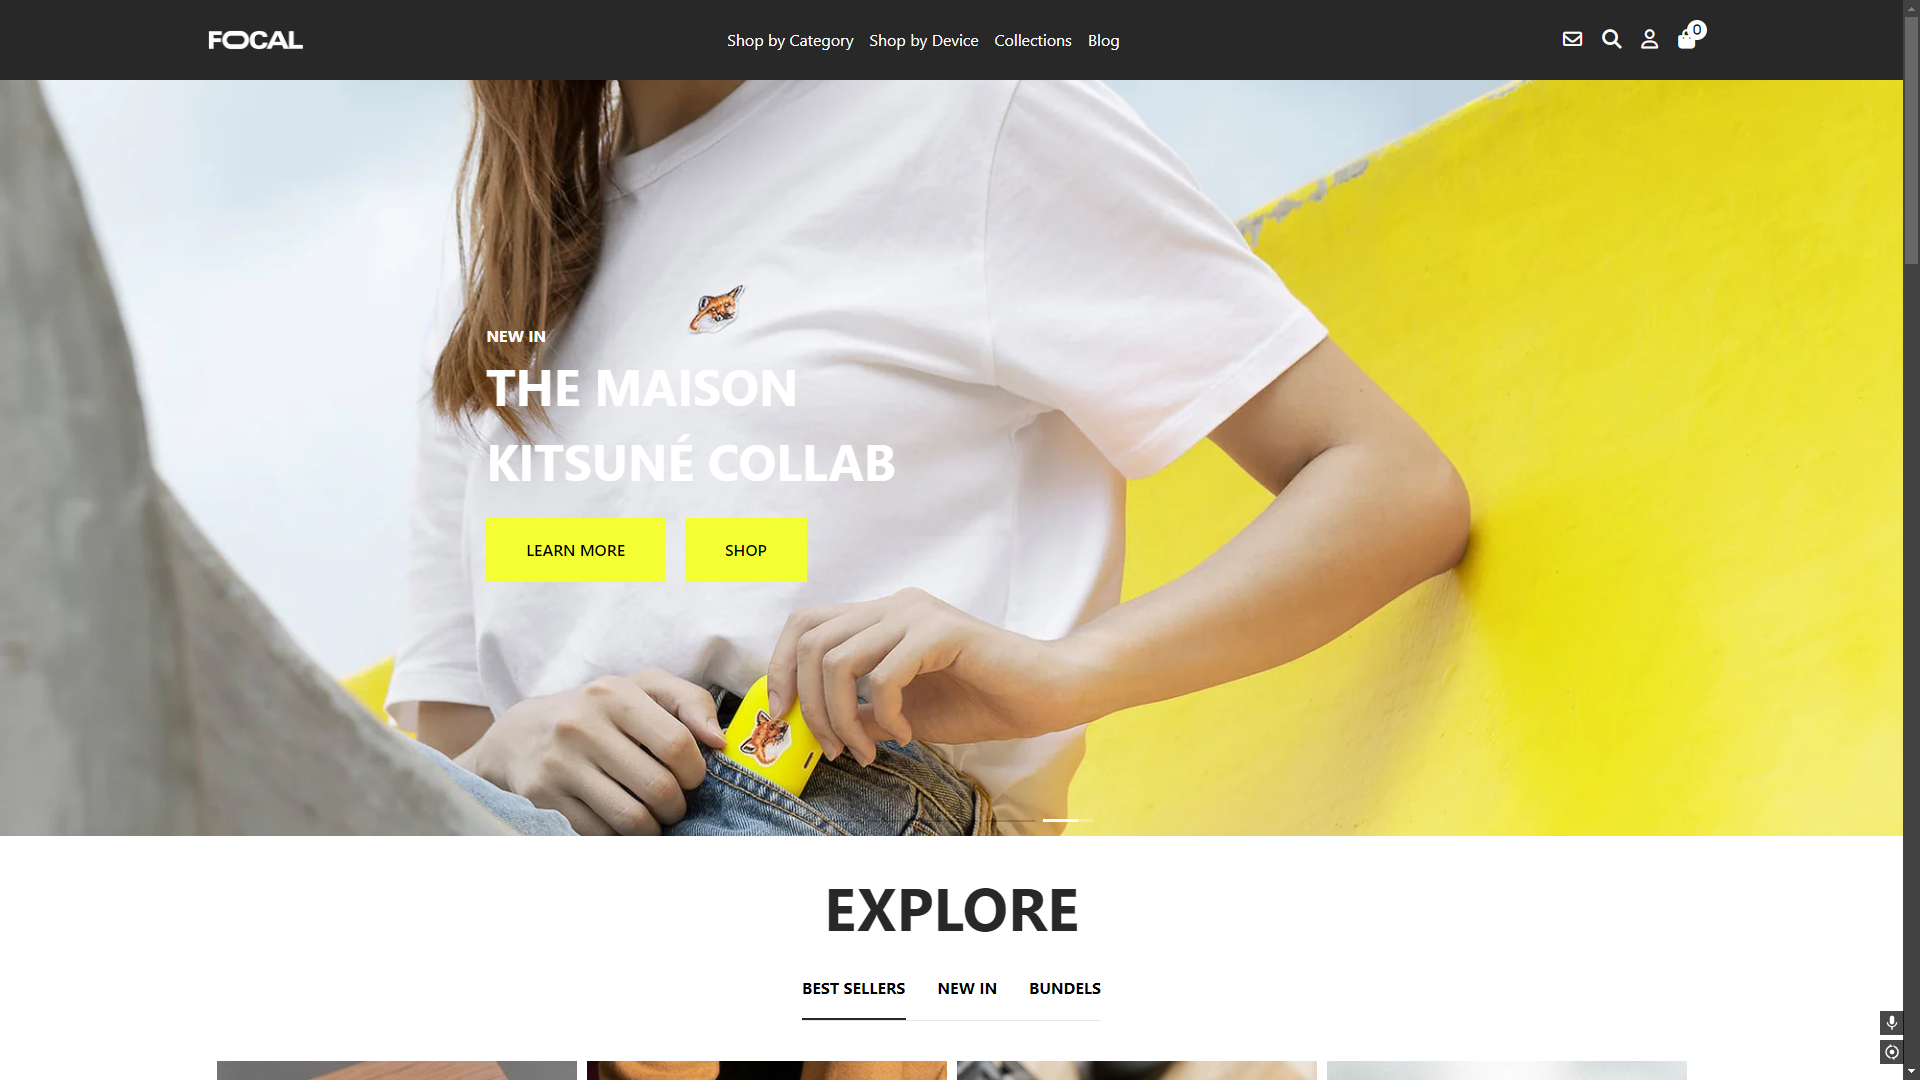 FOCAL
Shop by Category
Shop by Device
Collections
Blog
0
NEW IN
THE MAISON
KITSUNÉ COLLAB
LEARN MORE
SHOP
EXPLORE
BEST SELLERS
NEW IN
BUNDELS